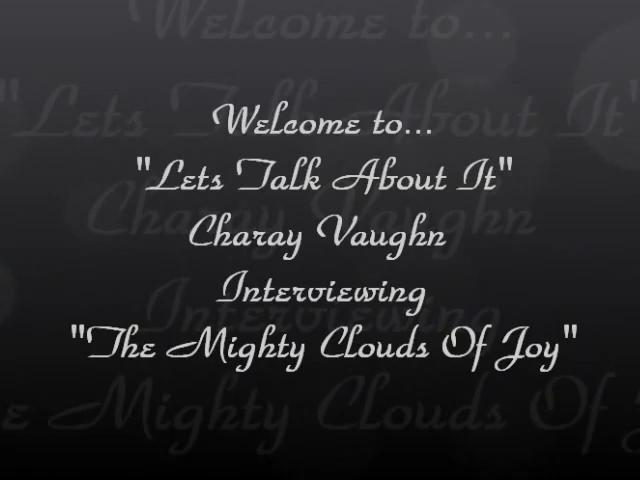 Welcome to...
"Lets Talk About It"
Charay Vaughn
Interviewing
"The Mighty Clouds Of Joy"